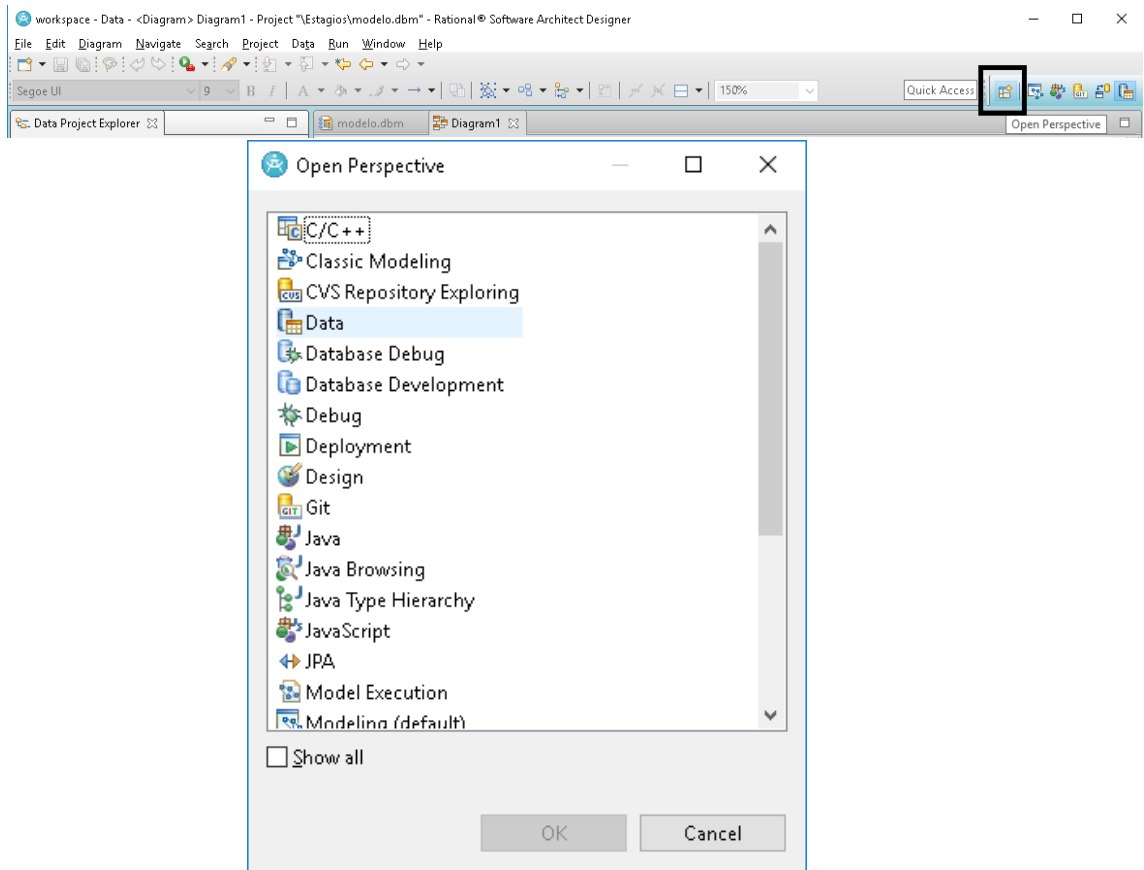 workspace - Data - <Diagram> Diagram1 - Project "\Estagios\modelo.dbm" - Rational® Software Architect Designer
File Edit Diagram Navigate Search Project Data Run Window Help
Segoe UI 9 B I A 150% Quick Access
Data Project Explorer modelo.dbm Diagram1 Open Perspective
Open Perspective
C/C++
Classic Modeling
CVS Repository Exploring
Data
Database Debug
Database Development
Debug
Deployment
Design
Git
Java
Java Browsing
Java Type Hierarchy
JavaScript
JPA
Model Execution
Modeling (default)
Show all
OK Cancel